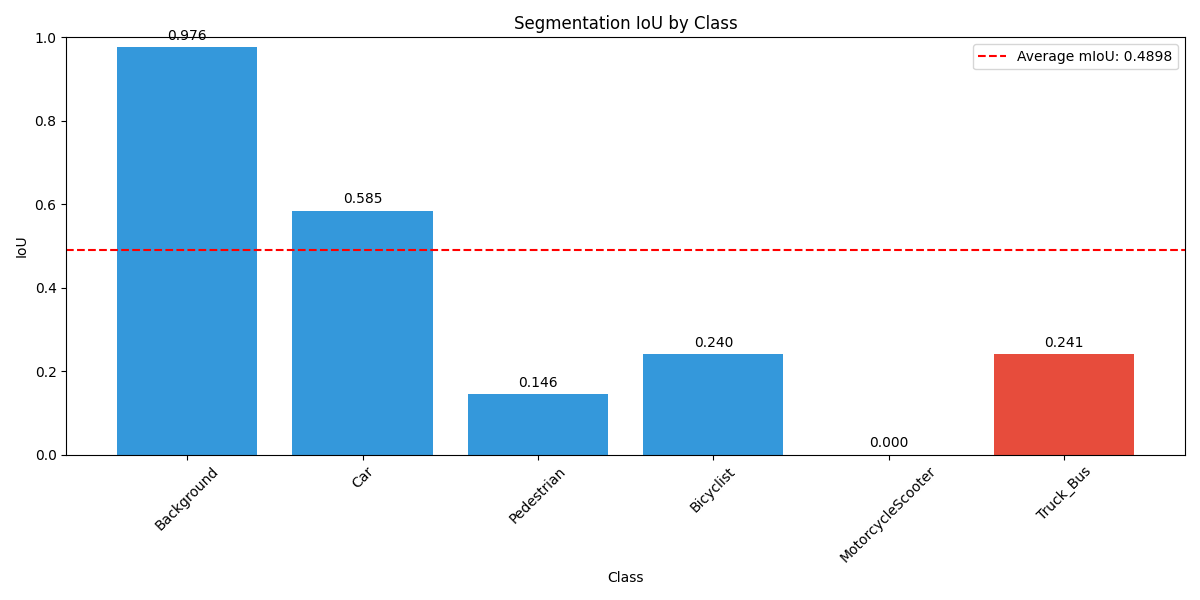 Segmentation IoU by Class
Average mIoU: 0.4898
IoU
1.0
0.8
0.6
0.4
0.2
0.0
0.976
0.585
0.146
0.240
0.000
0.241
Background
Car
Pedestrian
Bicyclist
MotorcycleScooter
Truck_Bus
Class